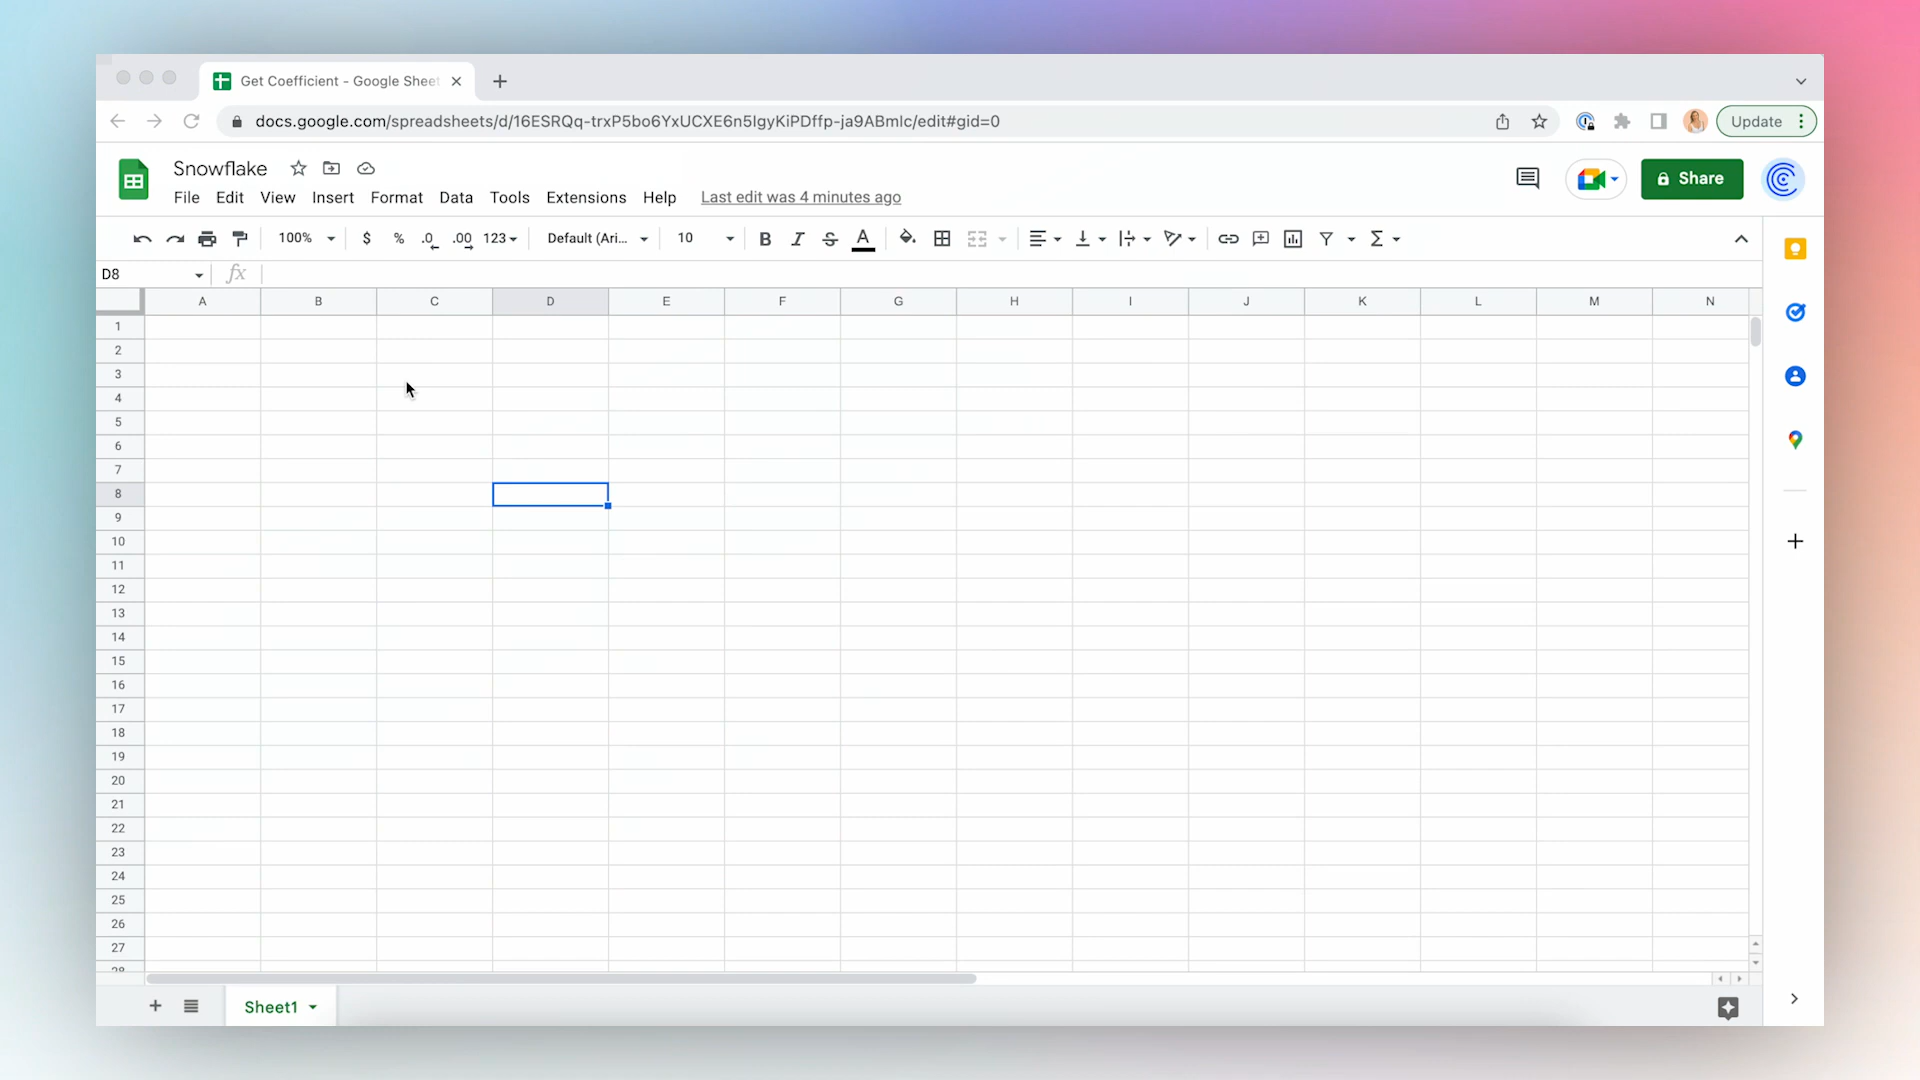 Get Coefficient - Google Sheet
docs.google.com/spreadsheets/d/16ESRQq-trxP5bo6YxUCXE6n5IgyKiPDffp-ja9ABmlc/edit#gid=0
Update
Snowflake
File Edit View Insert Format Data Tools Extensions Help Last edit was 4 minutes ago
Share
100% $ % .0 .00 123 Default (Ari... 10 B I S A
D8 fx
A B C D E F G H I J K L M N
1
2
3
4
5
6
7
8
9
10
11
12
13
14
15
16
17
18
19
20
21
22
23
24
25
26
27
28
Sheet1